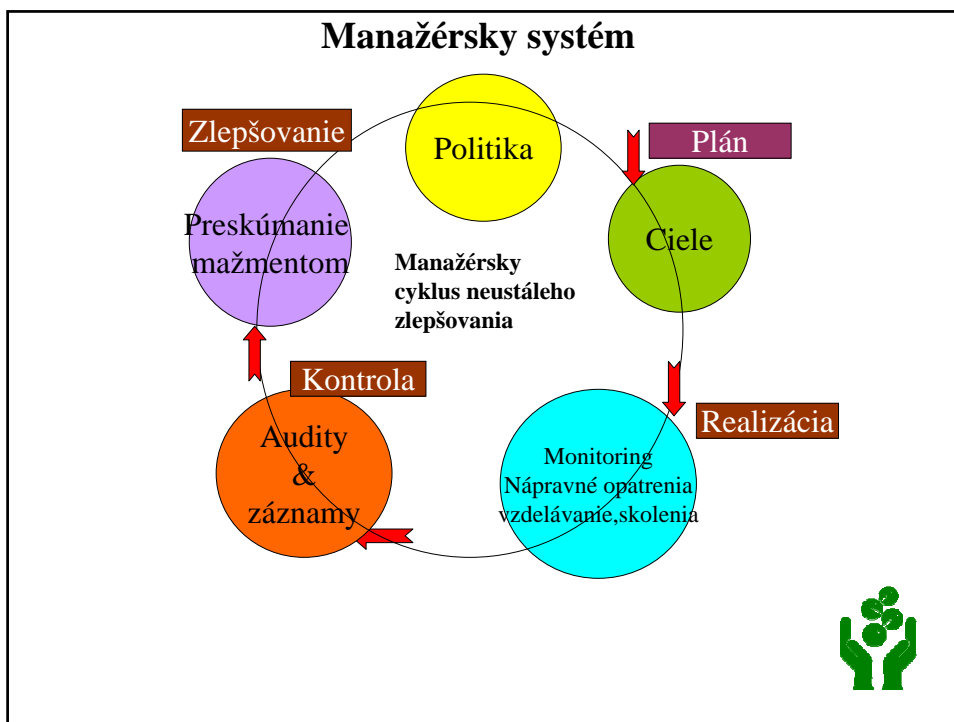 Manažérsky systém
Zlepšovanie
Politika
Plán
Preskúmanie
mažmentom
Ciele
Manažérsky
cyklus neustáleho
zlepšovania
Kontrola
Realizácia
Audity
&
záznamy
Monitoring
Nápravné opatrenia
vzdelávanie,skolenia